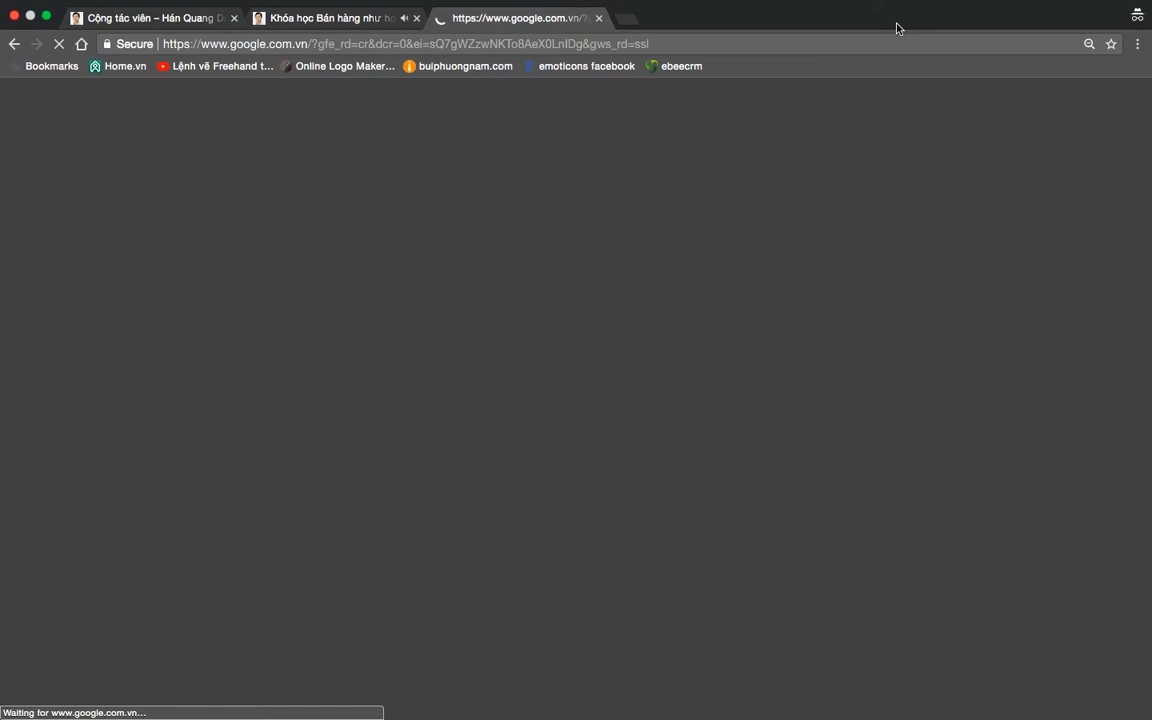 Cộng tác viên – Hán Quang D
Khóa học Bán hàng như ho
https://www.google.com.vn/?
Secure
https://www.google.com.vn/?gfe_rd=cr&dcr=0&ei=sQ7gWZzwNKTo8AeX0LnIDg&gws_rd=ssl
Bookmarks
Home.vn
Lệnh vẽ Freehand t...
Online Logo Maker...
buiphuongnam.com
emoticons facebook
ebeecrm
Waiting for www.google.com.vn...